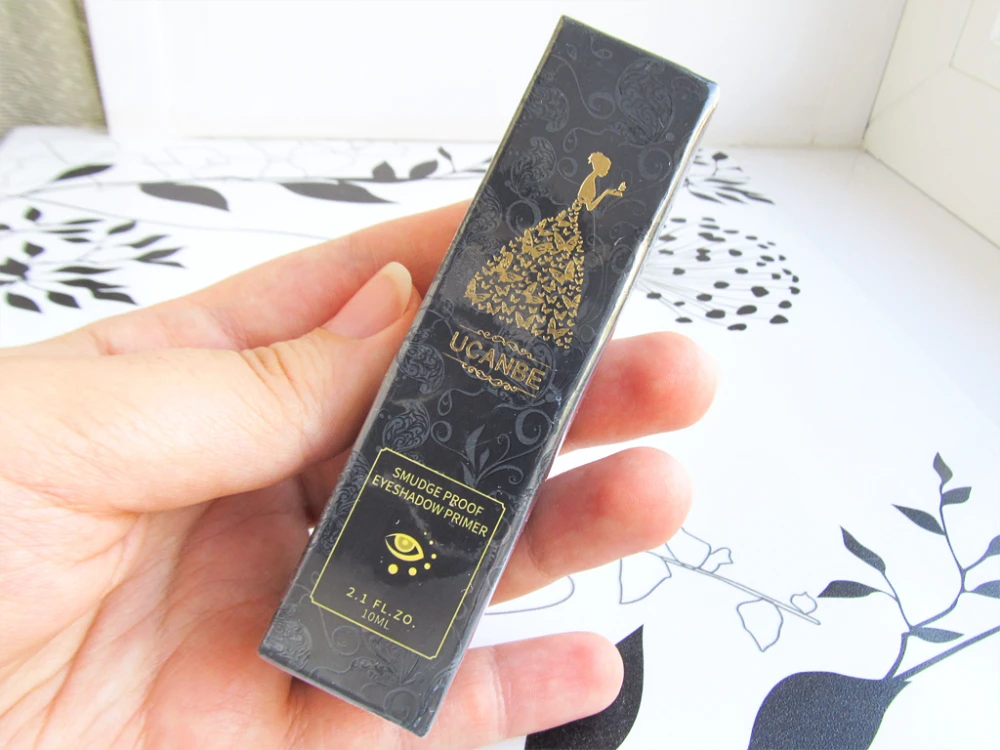 UCANBE
SMUDGE PROOF
EYESHADOW PRIMER
2.1 FL.ZO.
10ML